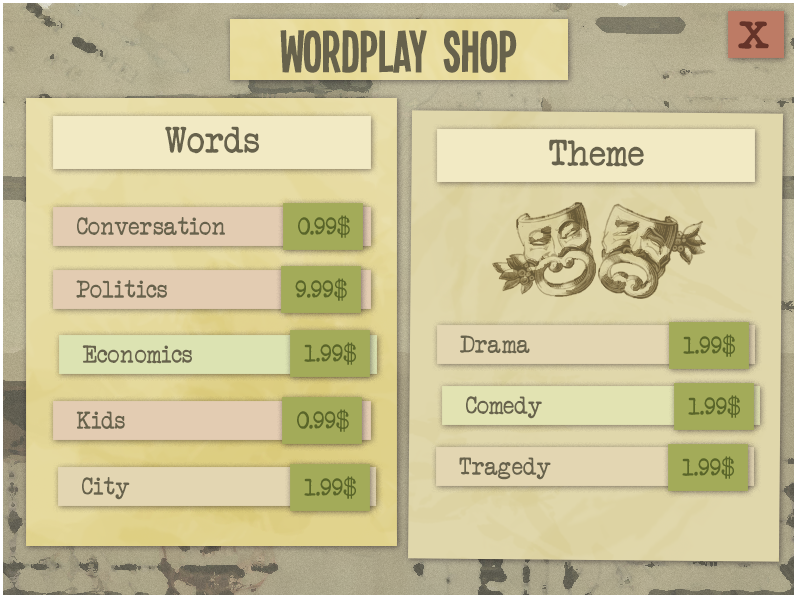 WORDPLAY SHOP
X
Words
Conversation 0.99$
Politics 9.99$
Economics 1.99$
Kids 0.99$
City 1.99$
Theme
Drama 1.99$
Comedy 1.99$
Tragedy 1.99$